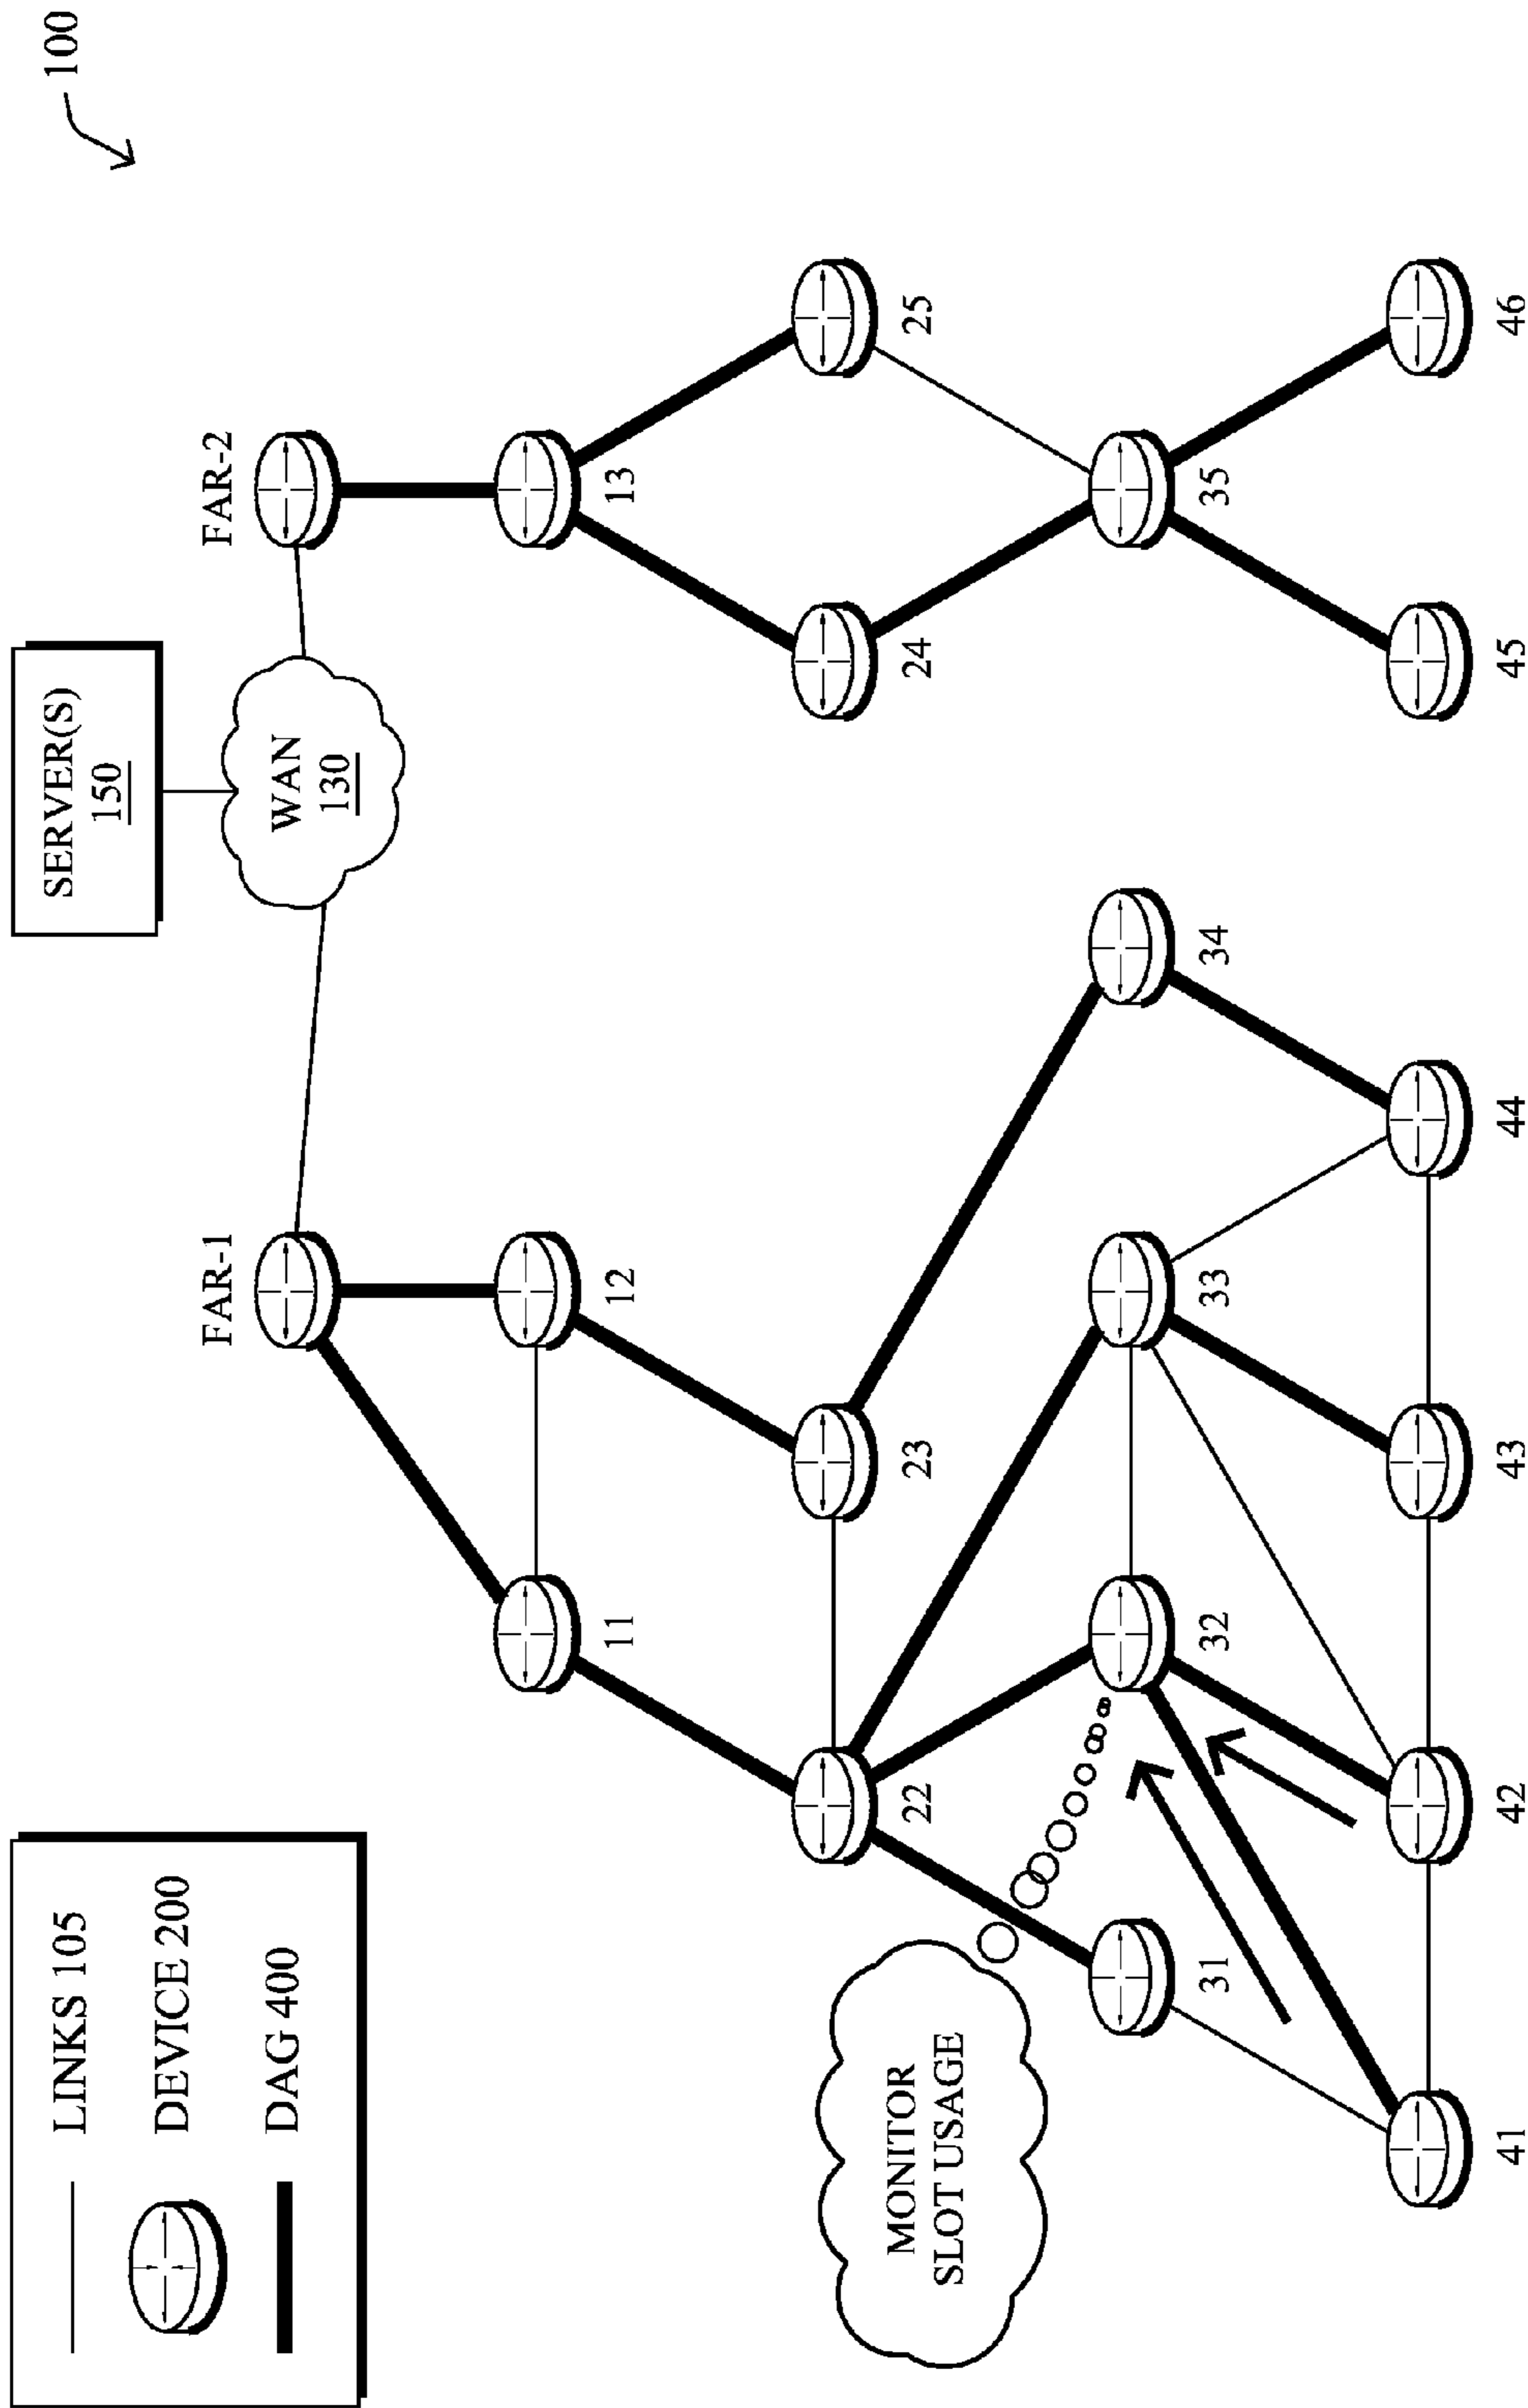 100
LINKS 105
DEVICE 200
DAG 400
SERVER(S)
150
WAN
130
FAR-1
FAR-2
11
12
13
22
23
24
25
MONITOR
SLOT USAGE
31
32
33
34
35
41
42
43
44
45
46